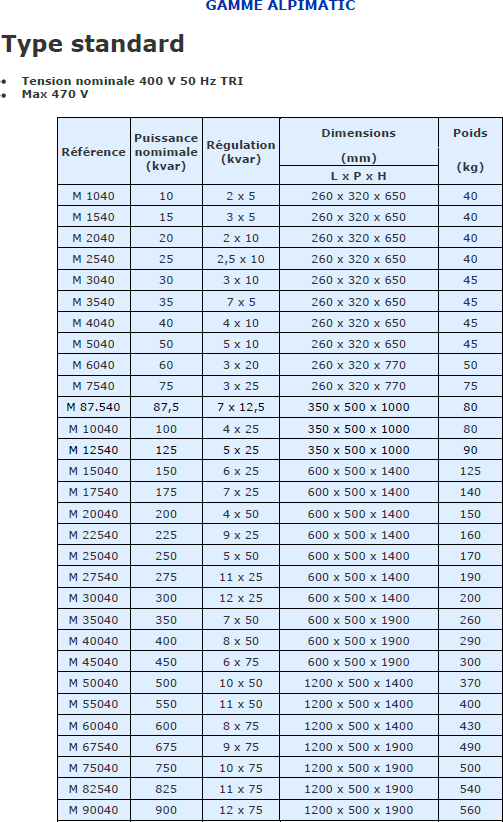 GAMME ALPIMATIC
Type standard
• Tension nominale 400 V 50 Hz TRI
• Max 470 V
Référence Puissance nomimale (kvar) Régulation (kvar) Dimensions (mm) L x P x H Poids (kg)
M 1040 10 2 x 5 260 x 320 x 650 40
M 1540 15 3 x 5 260 x 320 x 650 40
M 2040 20 2 x 10 260 x 320 x 650 40
M 2540 25 2,5 x 10 260 x 320 x 650 40
M 3040 30 3 x 10 260 x 320 x 650 45
M 3540 35 7 x 5 260 x 320 x 650 45
M 4040 40 4 x 10 260 x 320 x 650 45
M 5040 50 5 x 10 260 x 320 x 650 45
M 6040 60 3 x 20 260 x 320 x 770 50
M 7540 75 3 x 25 260 x 320 x 770 75
M 87.540 87,5 7 x 12,5 350 x 500 x 1000 80
M 10040 100 4 x 25 350 x 500 x 1000 80
M 12540 125 5 x 25 350 x 500 x 1000 90
M 15040 150 6 x 25 600 x 500 x 1400 125
M 17540 175 7 x 25 600 x 500 x 1400 140
M 20040 200 4 x 50 600 x 500 x 1400 150
M 22540 225 9 x 25 600 x 500 x 1400 160
M 25040 250 5 x 50 600 x 500 x 1400 170
M 27540 275 11 x 25 600 x 500 x 1400 190
M 30040 300 12 x 25 600 x 500 x 1400 200
M 35040 350 7 x 50 600 x 500 x 1900 260
M 40040 400 8 x 50 600 x 500 x 1900 290
M 45040 450 6 x 75 600 x 500 x 1900 300
M 50040 500 10 x 50 1200 x 500 x 1400 370
M 55040 550 11 x 50 1200 x 500 x 1400 400
M 60040 600 8 x 75 1200 x 500 x 1400 430
M 67540 675 9 x 75 1200 x 500 x 1900 490
M 75040 750 10 x 75 1200 x 500 x 1900 500
M 82540 825 11 x 75 1200 x 500 x 1900 540
M 90040 900 12 x 75 1200 x 500 x 1900 560